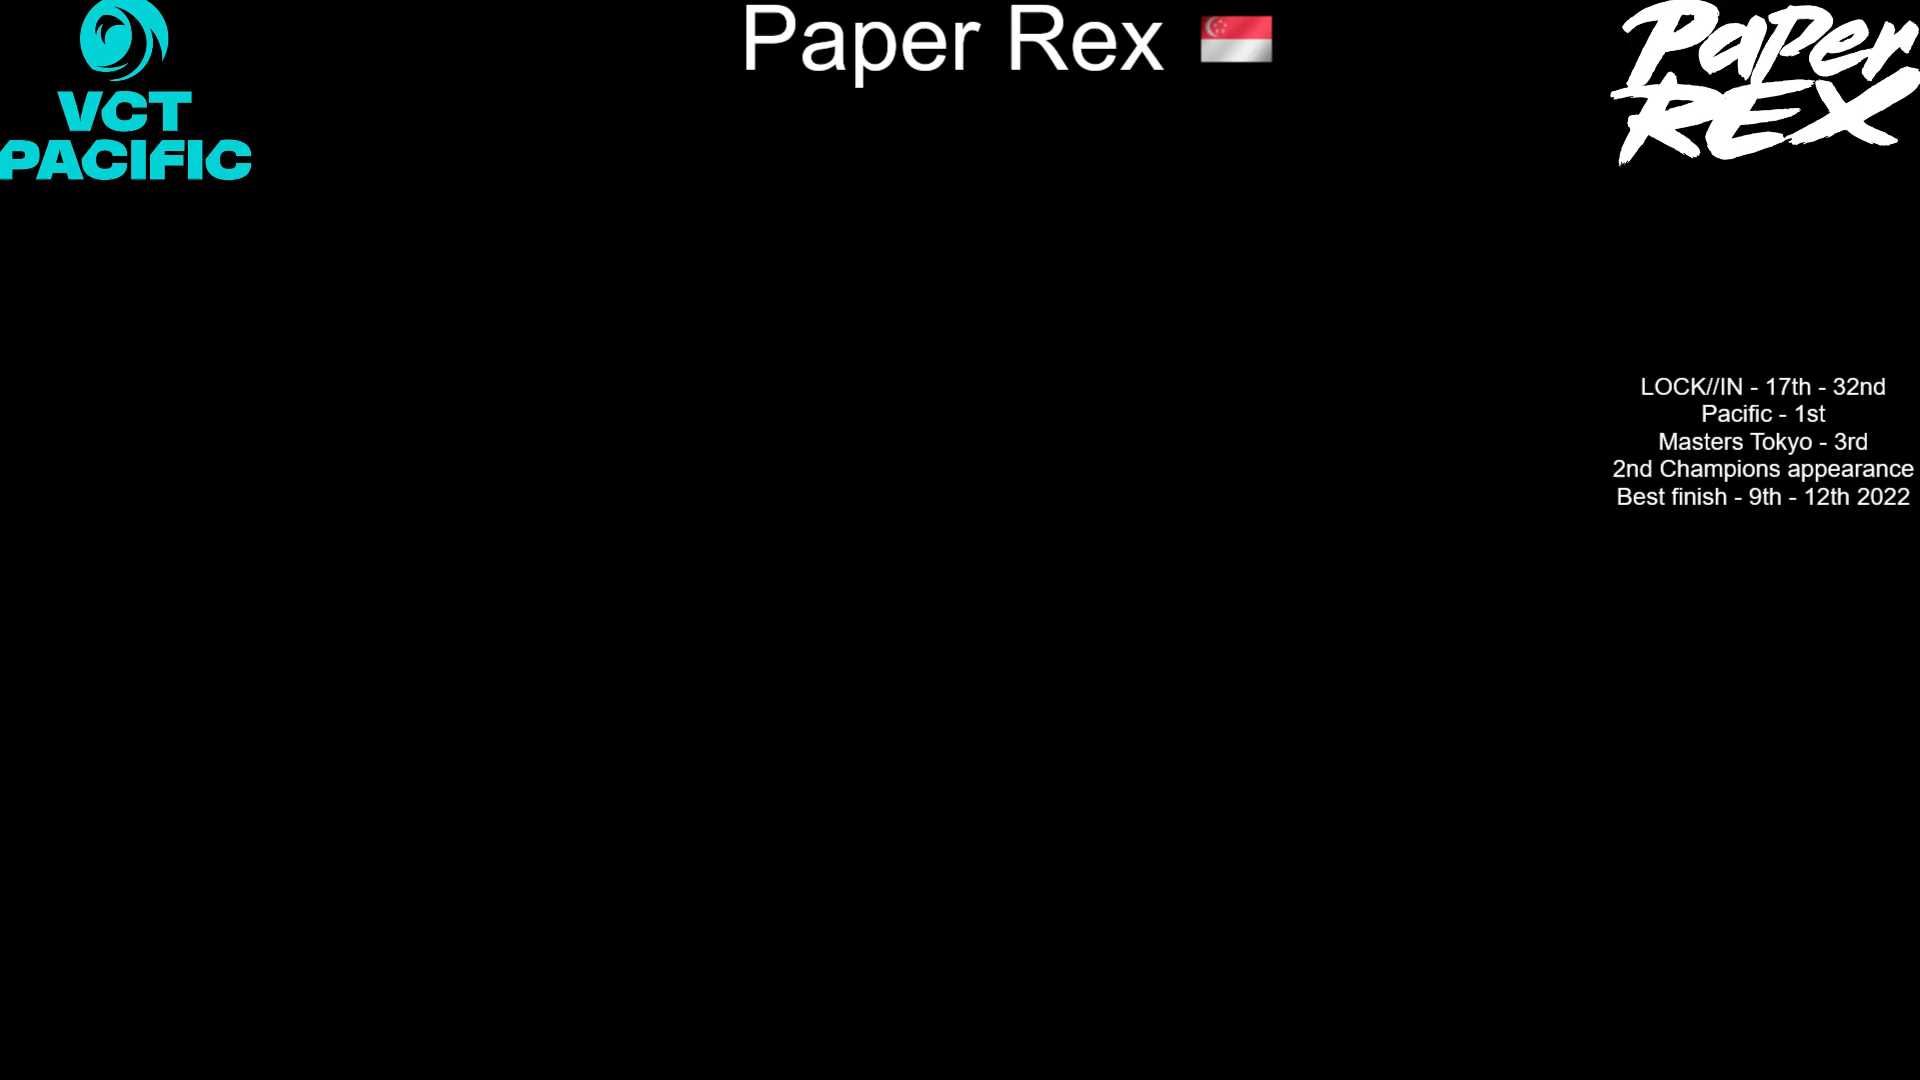 VCT
PACIFIC
Paper Rex
Paper
REX
LOCK//IN - 17th - 32nd
Pacific - 1st
Masters Tokyo - 3rd
2nd Champions appearance
Best finish - 9th - 12th 2022